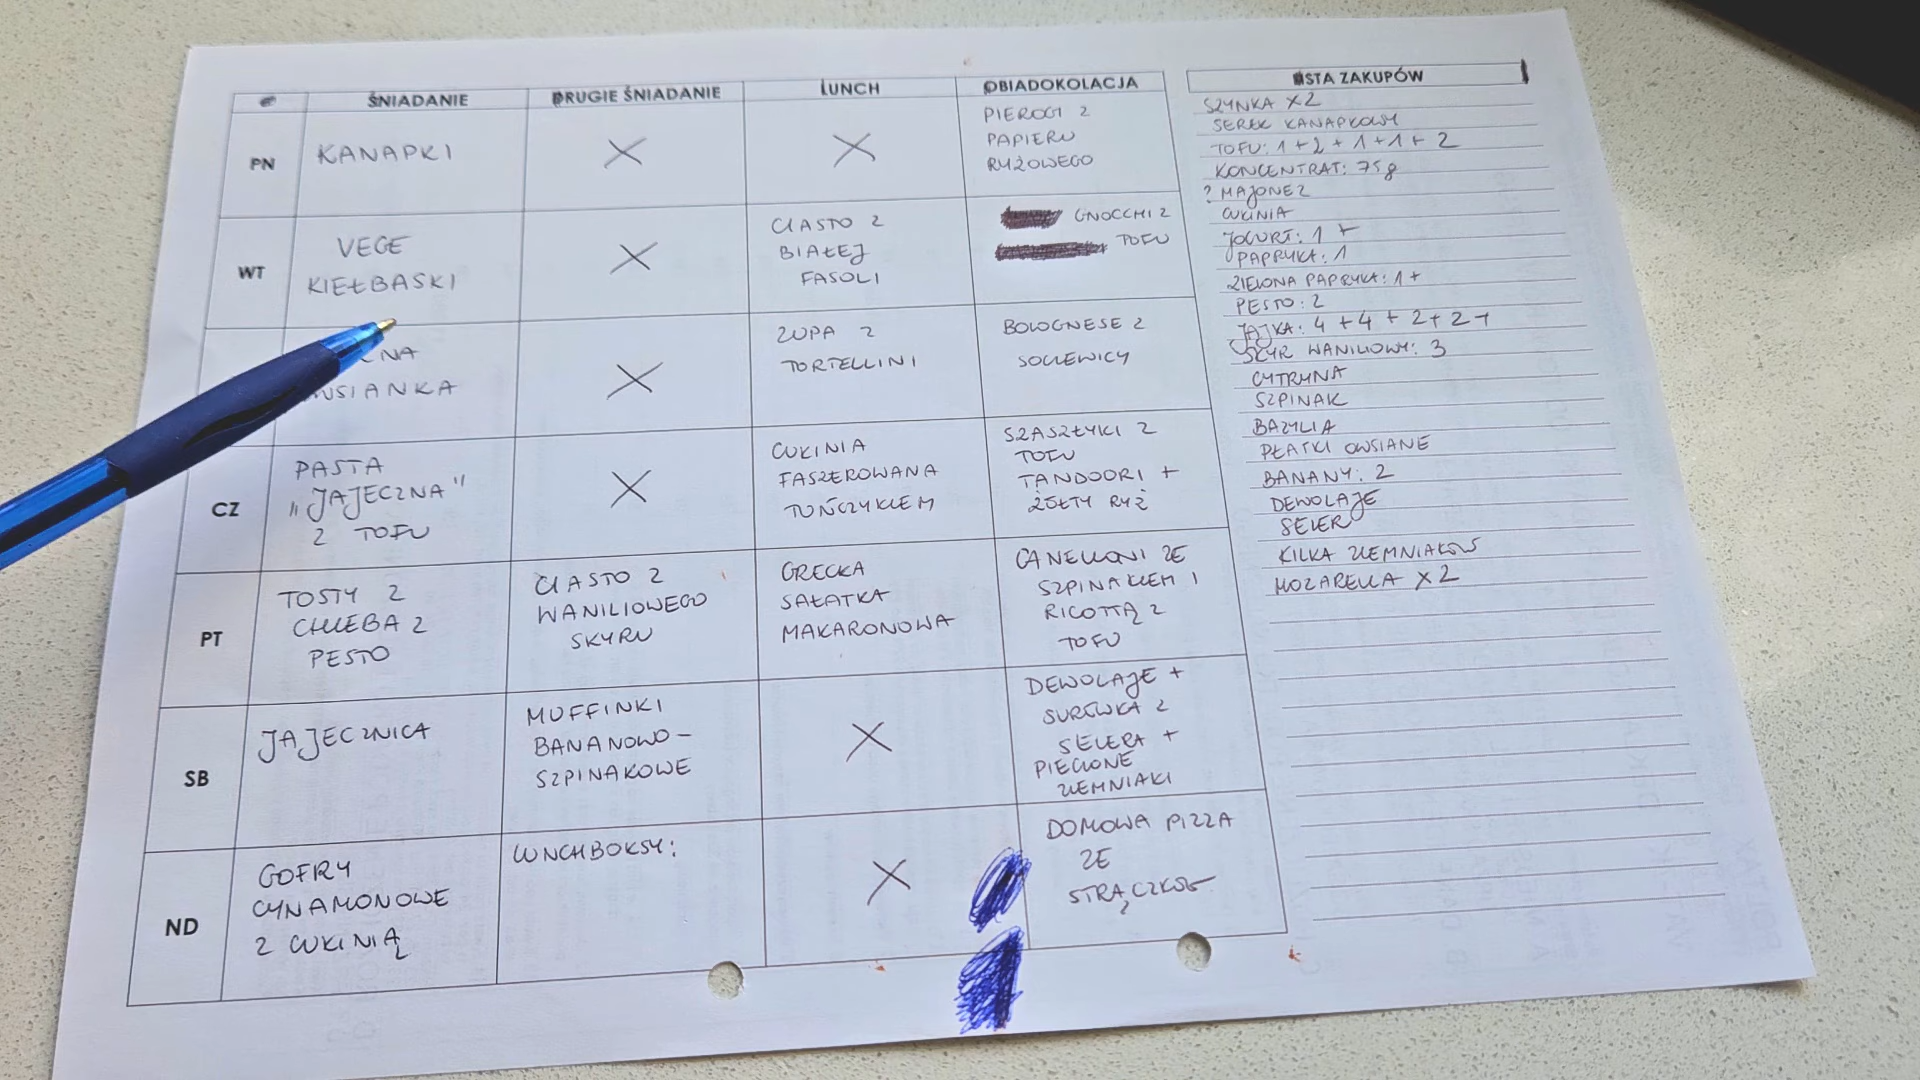 ŚNIADANIE
DRUGIE ŚNIADANIE
LUNCH
OBIADOKOLACJA
PN
KANAPKI
PIEROGI Z
PAPIERU
RYŻOWEGO
WT
VEGE
KIEŁBASKI
CIASTO Z
BIAŁEJ
FASOLI
GNOCCHI Z
TOFU
ZUPA Z
TORTELLINI
BOLOGNESE Z
SOCZEWICY
CZ
PASTA
„JAJECZNA"
Z TOFU
CUKINIA
FASZEROWANA
TUŃCZYKIEM
SZASZŁYKI Z
TOFU
TANDOORI +
ŻÓŁTY RYŻ
PT
TOSTY Z
CHLEBA Z
PESTO
CIASTO Z
WANILIOWEGO
SKYRU
GRECKA
SAŁATKA
MAKARONOWA
CANELLONI ZE
SZPINAKIEM I
RICOTTĄ Z
TOFU
SB
JAJECZNICA
MUFFINKI
BANANOWO-
SZPINAKOWE
DEWOLAJE +
SURÓWKA Z
SELERA +
PIECIONE
ZIEMNIAKI
ND
GOFRY
CYNAMONOWE
Z CUKINIĄ
LUNCHBOKSY:
DOMOWA PIZZA
ZE
STRĄCZKÓW
LISTA ZAKUPÓW
SZYNKA X2
SEREK KANAPKOWY
TOFU: 1+2+1+1+2
KONCENTRAT: 75g
? MAJONEZ
CUKINIA
JOGURT: 1 +
PAPRYKA: 1
ZIELONA PAPRYKA: 1+
PESTO: 2
JAJKA: 4+4+2+2+
SKYR WANILIOWY: 3
CYTRYNA
SZPINAK
BAZYLIA
PŁATKI OWSIANE
BANANY: 2
DEWOLAJE
SELER
KILKA ZIEMNIAKÓW
MOZARELLA X2